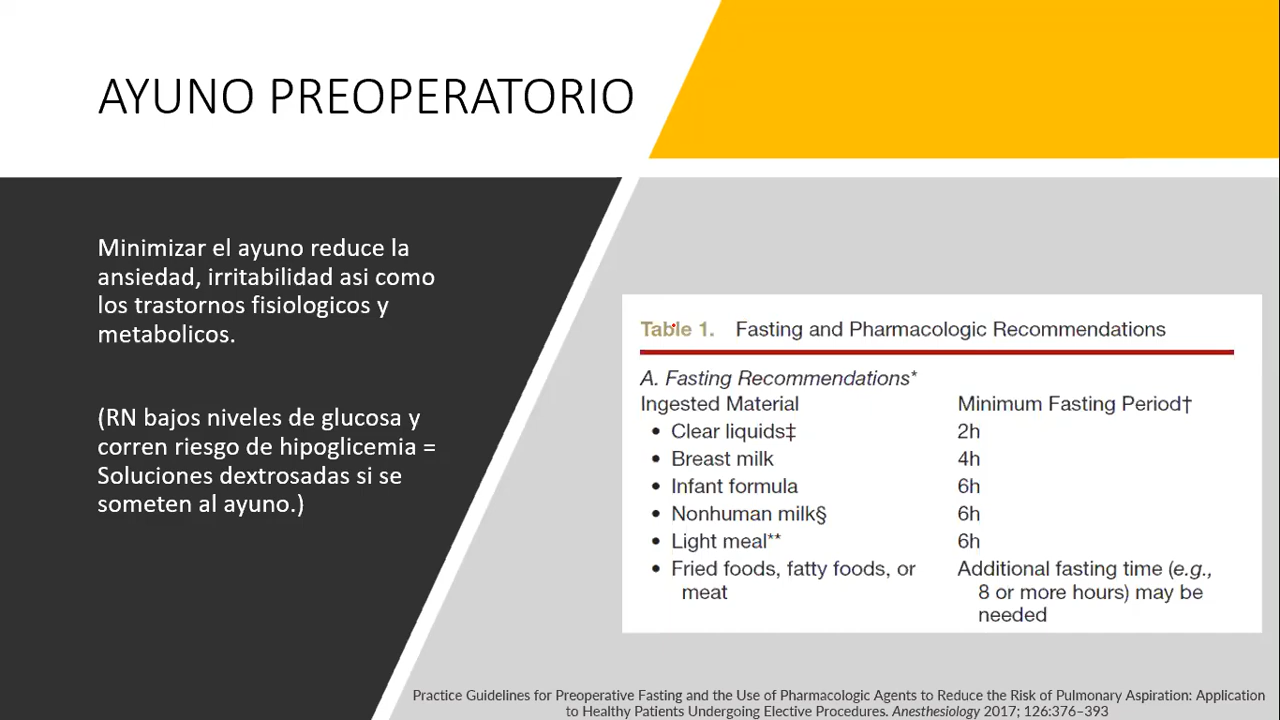 AYUNO PREOPERATORIO
Minimizar el ayuno reduce la
ansiedad, irritabilidad asi como
los trastornos fisiologicos y
metabolicos.
(RN bajos niveles de glucosa y
corren riesgo de hipoglicemia =
Soluciones dextrosadas si se
someten al ayuno.)
Table 1. Fasting and Pharmacologic Recommendations
A. Fasting Recommendations*
Ingested Material Minimum Fasting Period†
• Clear liquids‡ 2h
• Breast milk 4h
• Infant formula 6h
• Nonhuman milk§ 6h
• Light meal** 6h
• Fried foods, fatty foods, or Additional fasting time (e.g.,
meat 8 or more hours) may be
needed
Practice Guidelines for Preoperative Fasting and the Use of Pharmacologic Agents to Reduce the Risk of Pulmonary Aspiration: Application
to Healthy Patients Undergoing Elective Procedures. Anesthesiology 2017; 126:376–393